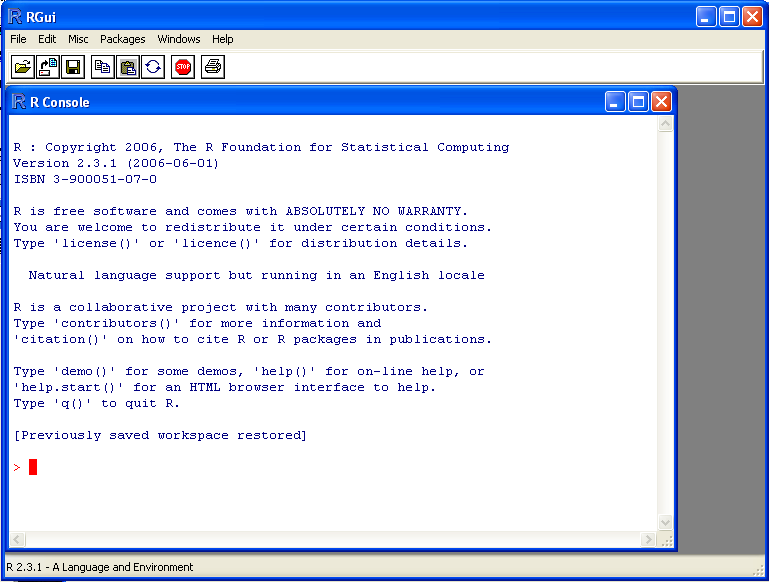 RGui
File Edit Misc Packages Windows Help
STOP
R Console
R : Copyright 2006, The R Foundation for Statistical Computing
Version 2.3.1 (2006-06-01)
ISBN 3-900051-07-0
R is free software and comes with ABSOLUTELY NO WARRANTY.
You are welcome to redistribute it under certain conditions.
Type 'license()' or 'licence()' for distribution details.
Natural language support but running in an English locale
R is a collaborative project with many contributors.
Type 'contributors()' for more information and
'citation()' on how to cite R or R packages in publications.
Type 'demo()' for some demos, 'help()' for on-line help, or
'help.start()' for an HTML browser interface to help.
Type 'q()' to quit R.
[Previously saved workspace restored]
>
R 2.3.1 - A Language and Environment